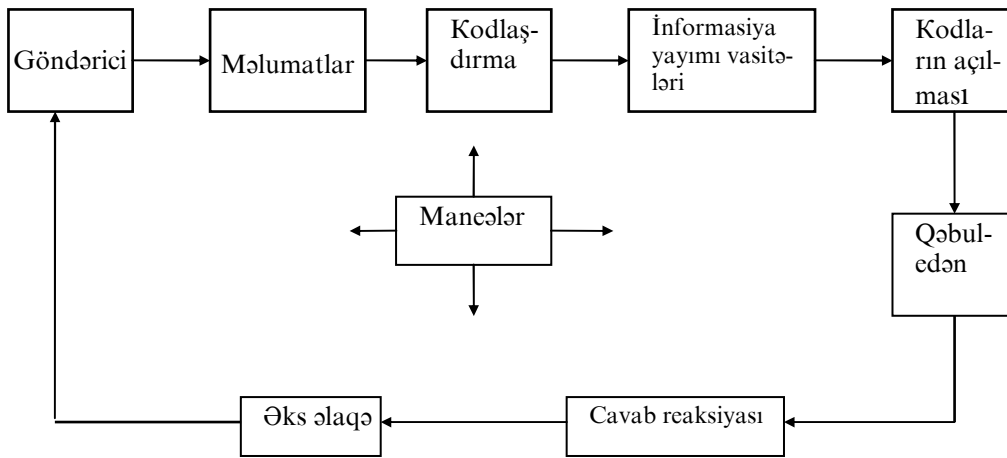 Göndərici
Məlumatlar
Kodlaş-
dırma
İnformasiya
yayımı vasitə-
ləri
Kodla-
rın açıl-
ması
Maneələr
Qəbul-
edən
Əks əlaqə
Cavab reaksiyası